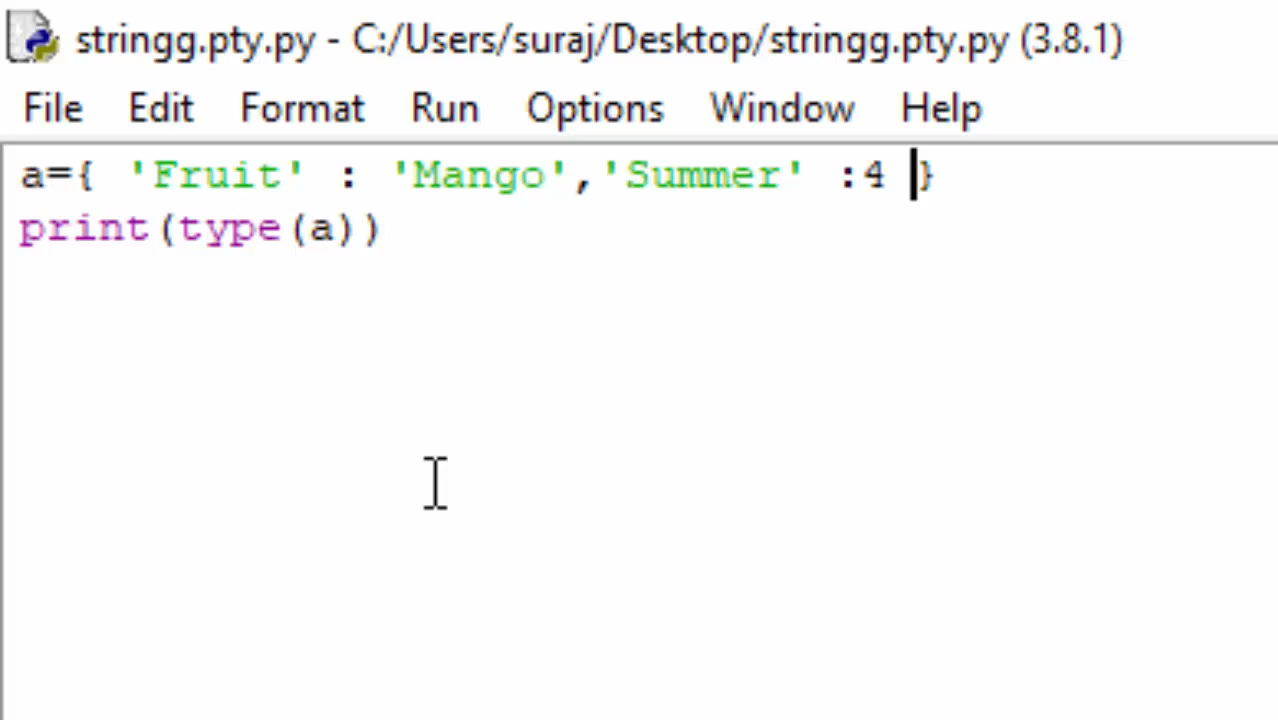 stringg.pty.py - C:/Users/suraj/Desktop/stringg.pty.py (3.8.1)
File Edit Format Run Options Window Help
a={ 'Fruit' : 'Mango','Summer' :4 }
print(type(a))